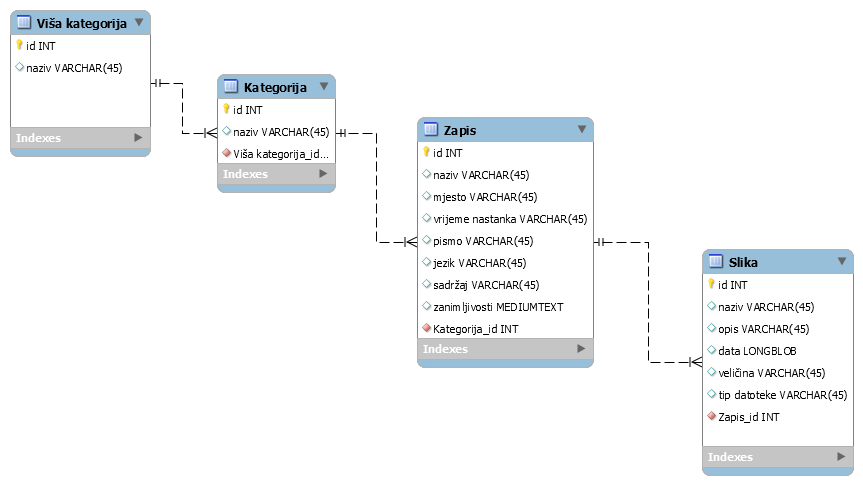 Viša kategorija
id INT
naziv VARCHAR(45)
Indexes
Kategorija
id INT
naziv VARCHAR(45)
Viša kategorija_id...
Indexes
Zapis
id INT
naziv VARCHAR(45)
mjesto VARCHAR(45)
vrijeme nastanka VARCHAR(45)
pismo VARCHAR(45)
jezik VARCHAR(45)
sadržaj VARCHAR(45)
zanimljivosti MEDIUMTEXT
Kategorija_id INT
Indexes
Slika
id INT
naziv VARCHAR(45)
opis VARCHAR(45)
data LONGBLOB
veličina VARCHAR(45)
tip datoteke VARCHAR(45)
Zapis_id INT
Indexes